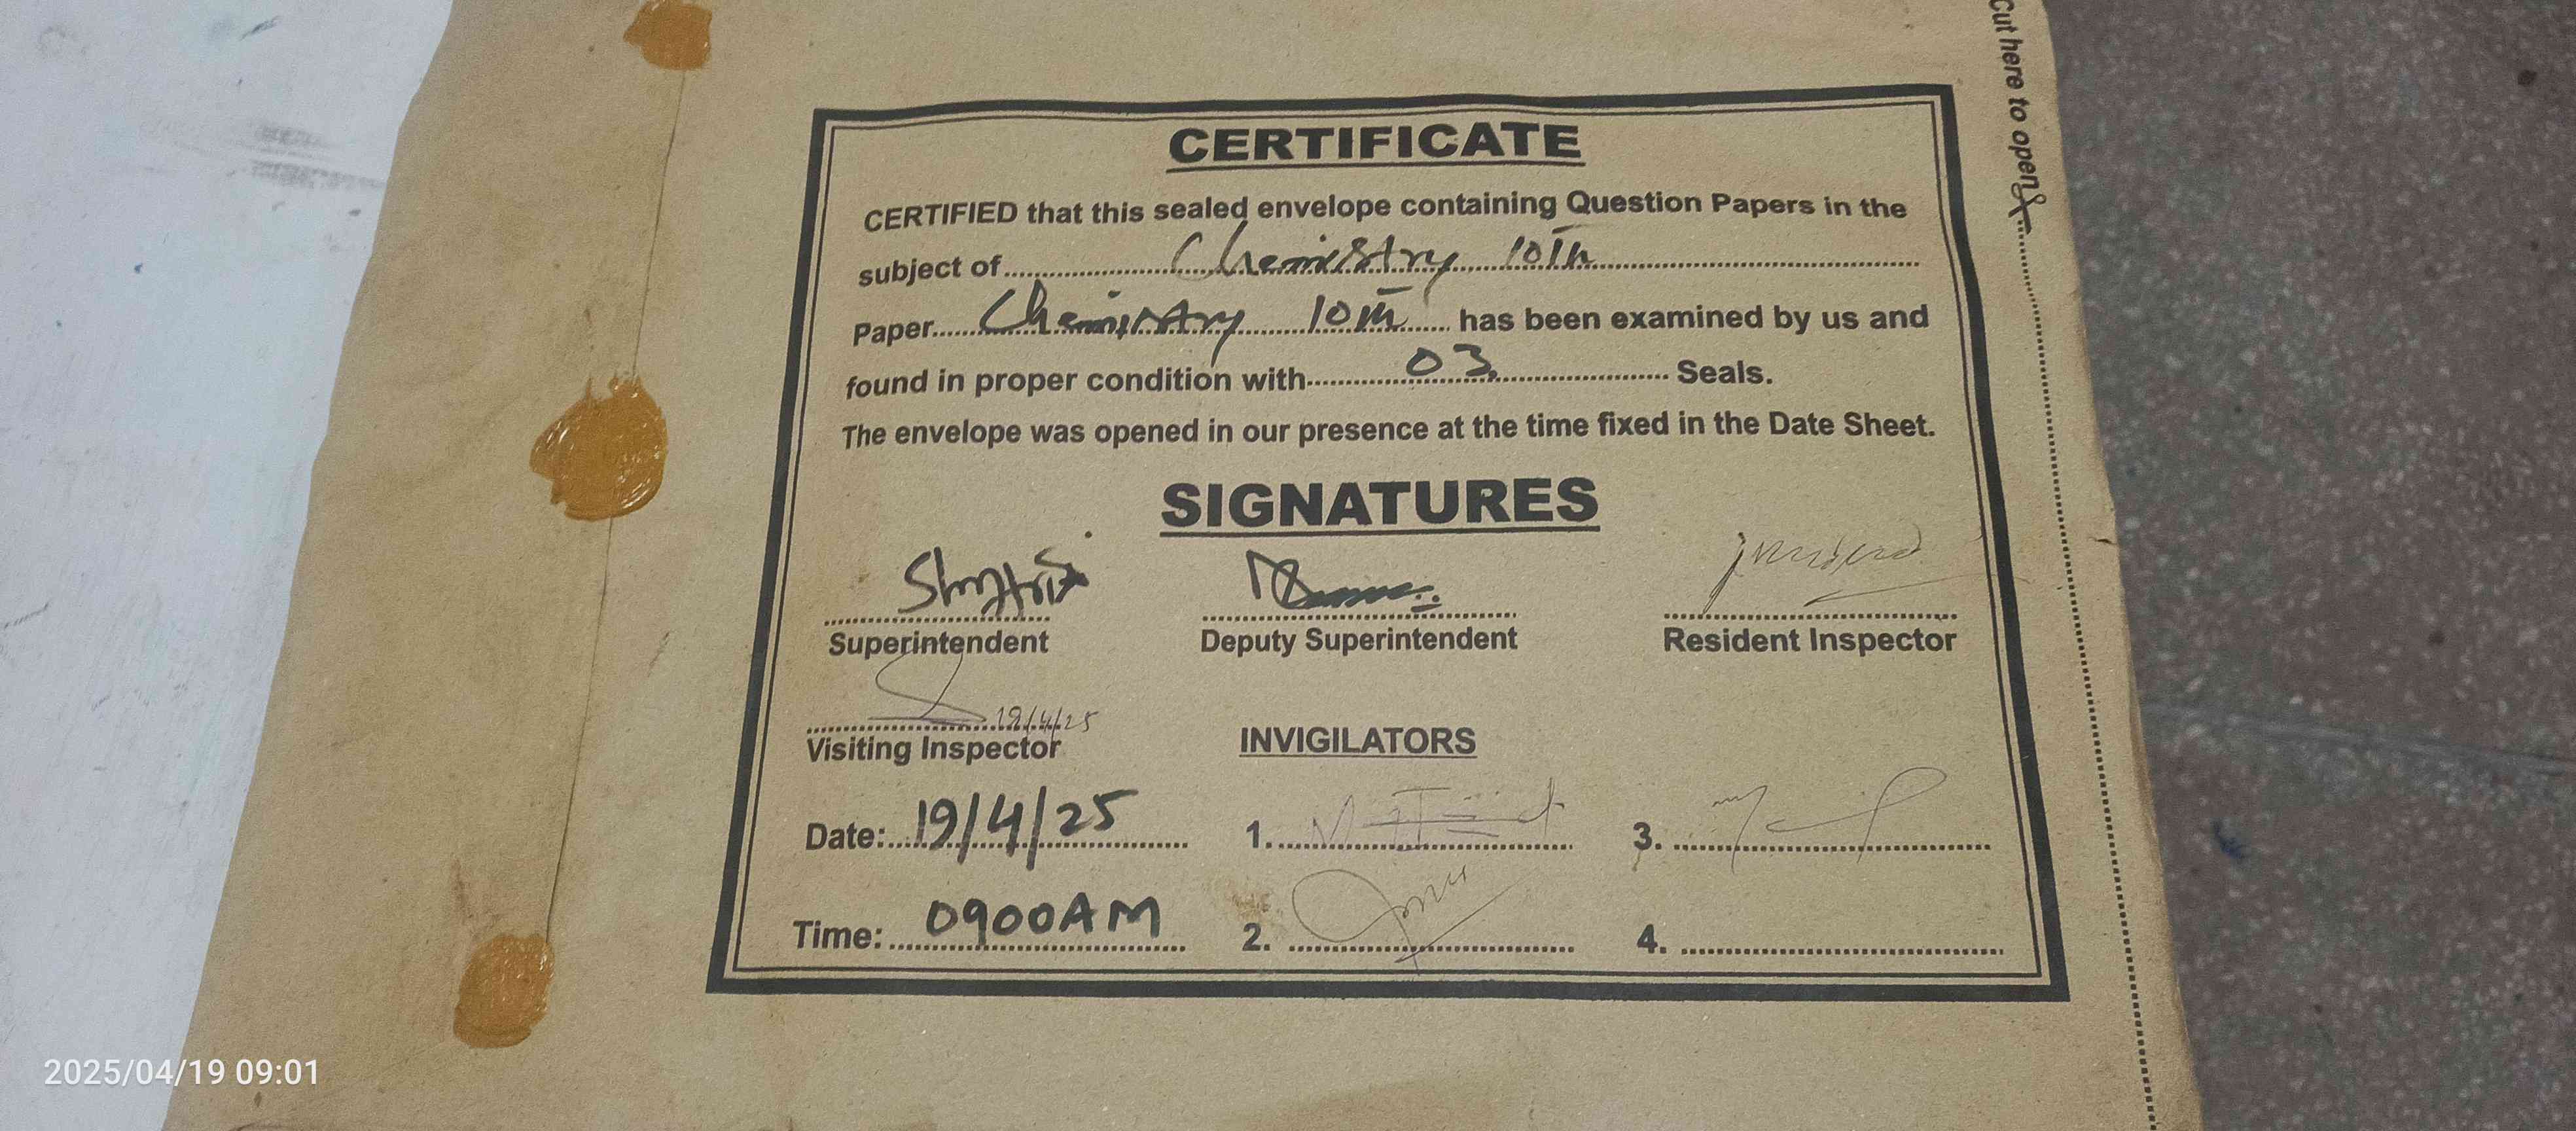 Cut here to open
CERTIFICATE
CERTIFIED that this sealed envelope containing Question Papers in the
subject of Chemistry 10Th
Paper Chemistry 10th has been examined by us and
found in proper condition with 03 Seals.
The envelope was opened in our presence at the time fixed in the Date Sheet.
SIGNATURES
Superintendent
Deputy Superintendent
Resident Inspector
19/4/25
Visiting Inspector
INVIGILATORS
Date: 19/4/25
1.
3.
Time: 0900AM
2.
4.
2025/04/19 09:01